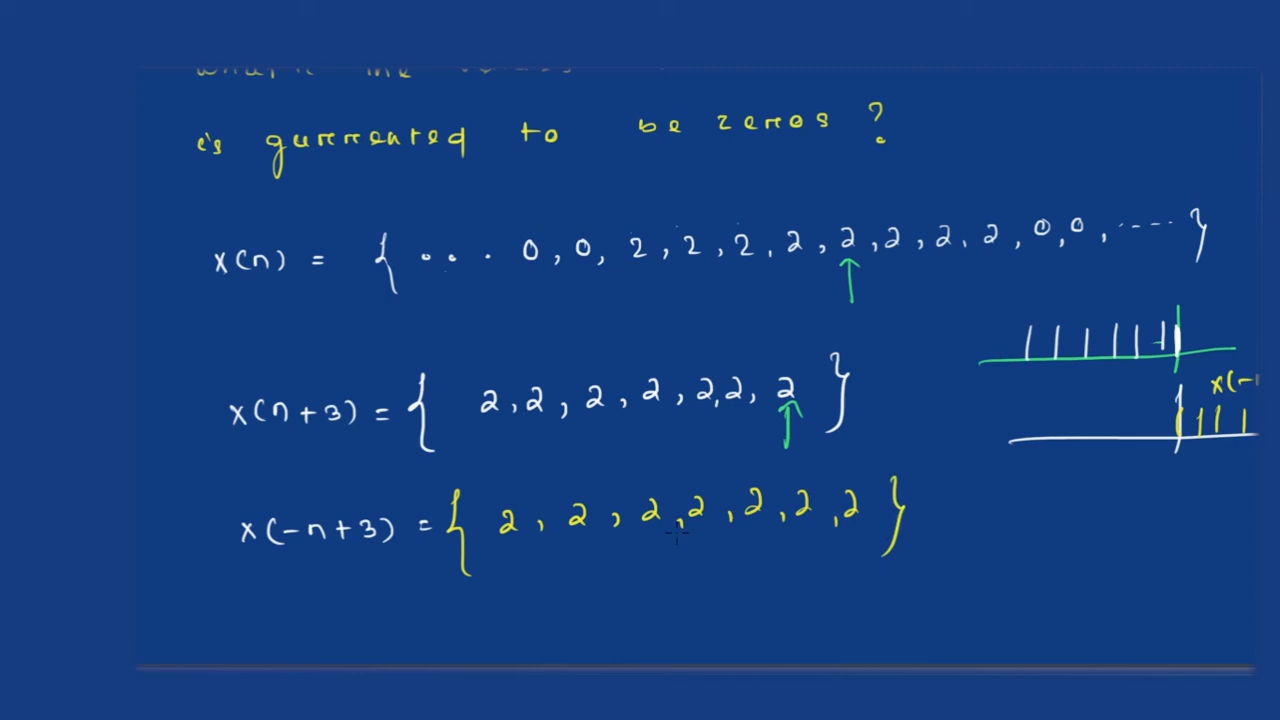 is gurrented to be zeros ?
x(n) = { . . . 0, 0, 2, 2, 2, 2, 2, 2, 2, 2, 0, 0, ..... }
x(n+3) = { 2, 2, 2, 2, 2, 2, 2 }
x(-
x(-n+3) = { 2, 2, 2, 2, 2, 2, 2 }